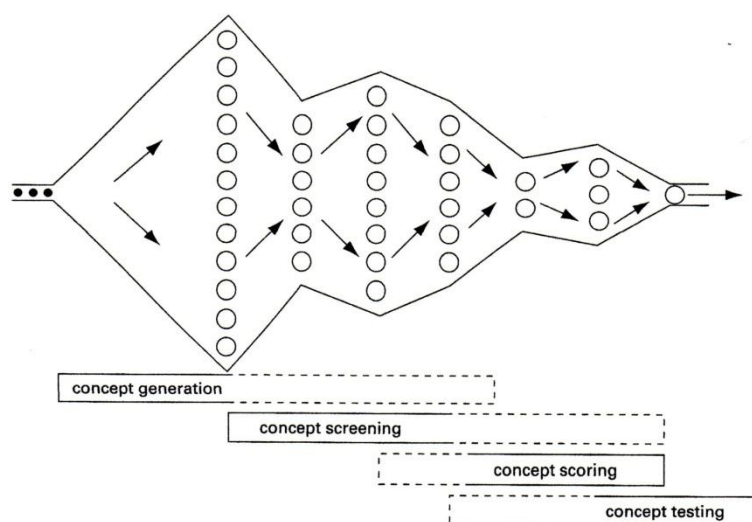 concept generation
concept screening
concept scoring
concept testing